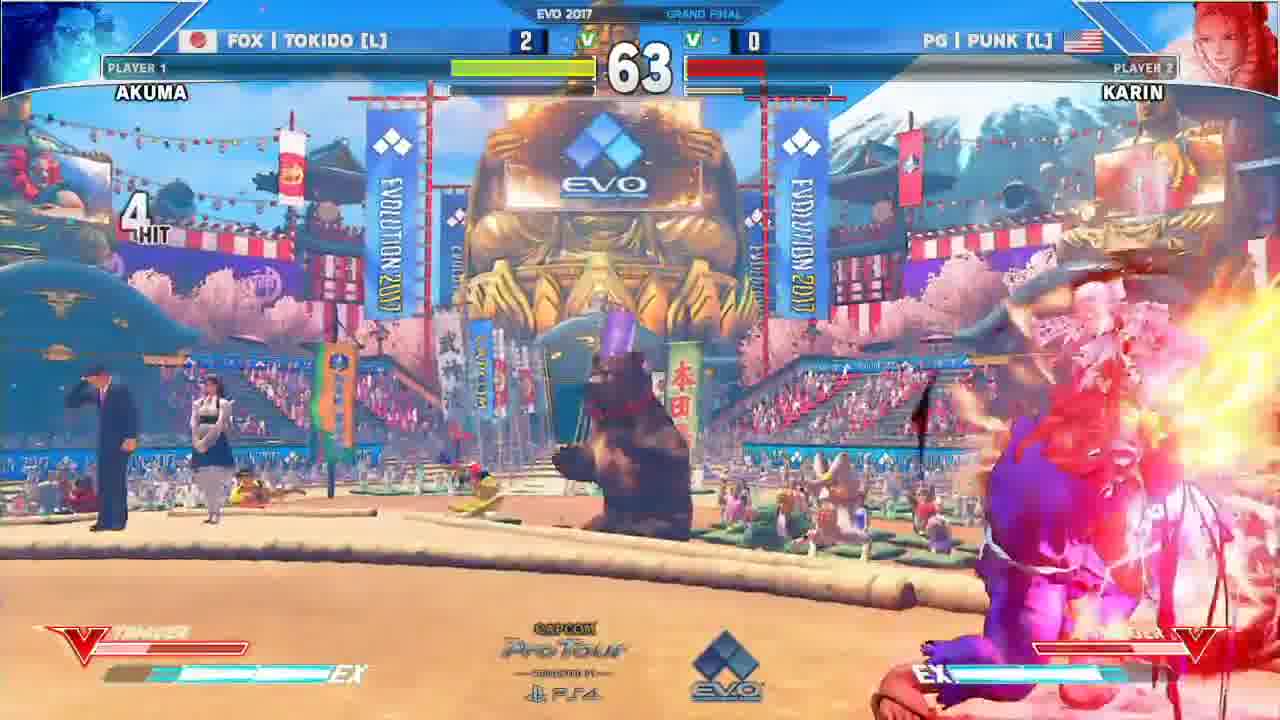 EVO 2017 GRAND FINAL
FOX | TOKIDO [L] 2 V 63 V 0 PG | PUNK [L]
PLAYER 1 PLAYER 2
AKUMA KARIN
EVO
EVOLUTION 2017
EVOLUTION 2017
4 HIT
本田
V V
EX EX
CAPCOM
Pro Tour
PS4
EVO